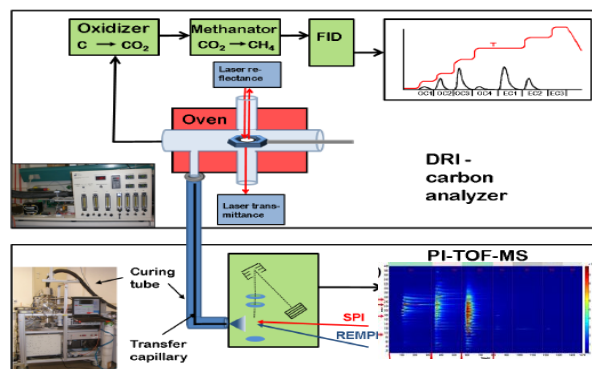 Oxidizer
C → CO₂
Methanator
CO₂ → CH₄
FID
T
OC1 OC2 OC3 OC4 EC1 EC2 EC3
Laser re-
flectance
Oven
Laser trans-
mittance
DRI -
carbon
analyzer
PI-TOF-MS
Curing
tube
Transfer
capillary
SPI
REMPI